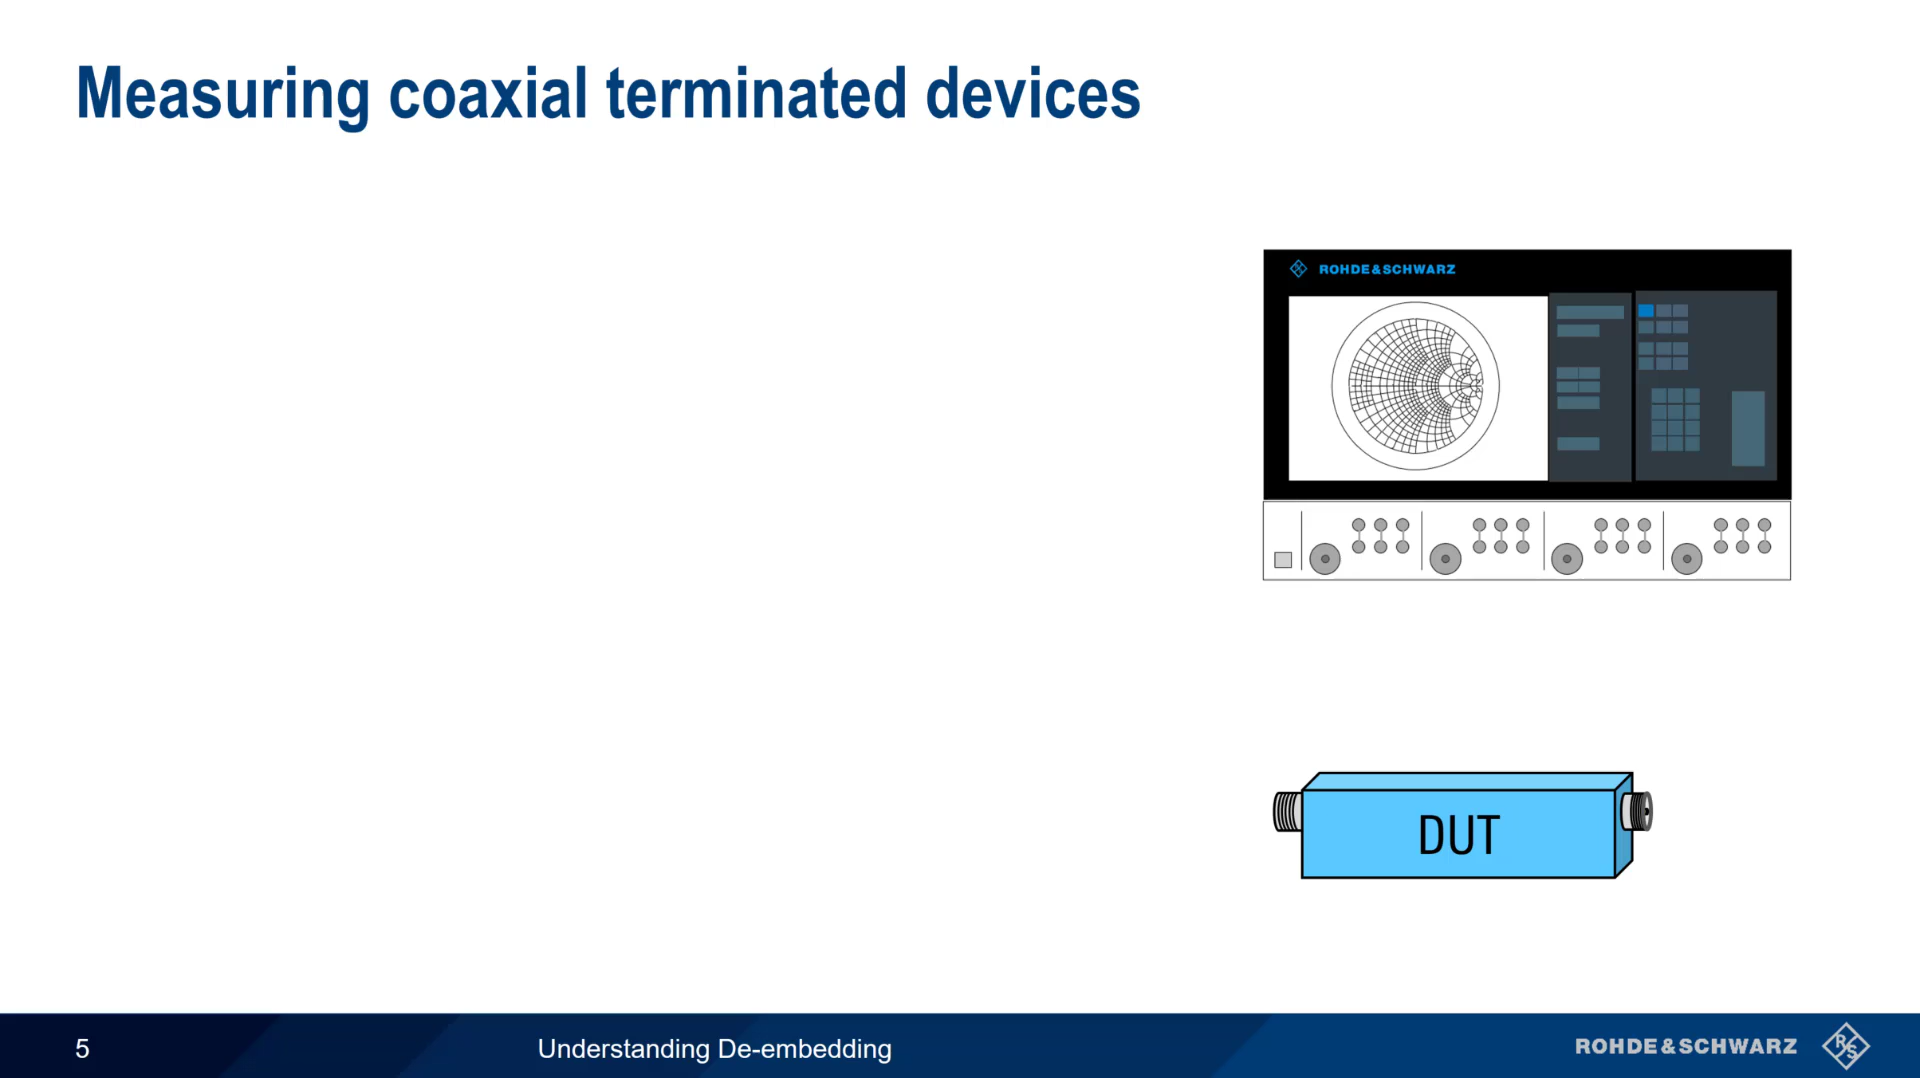 Measuring coaxial terminated devices
ROHDE&SCHWARZ
DUT
5
Understanding De-embedding
ROHDE&SCHWARZ
R&S